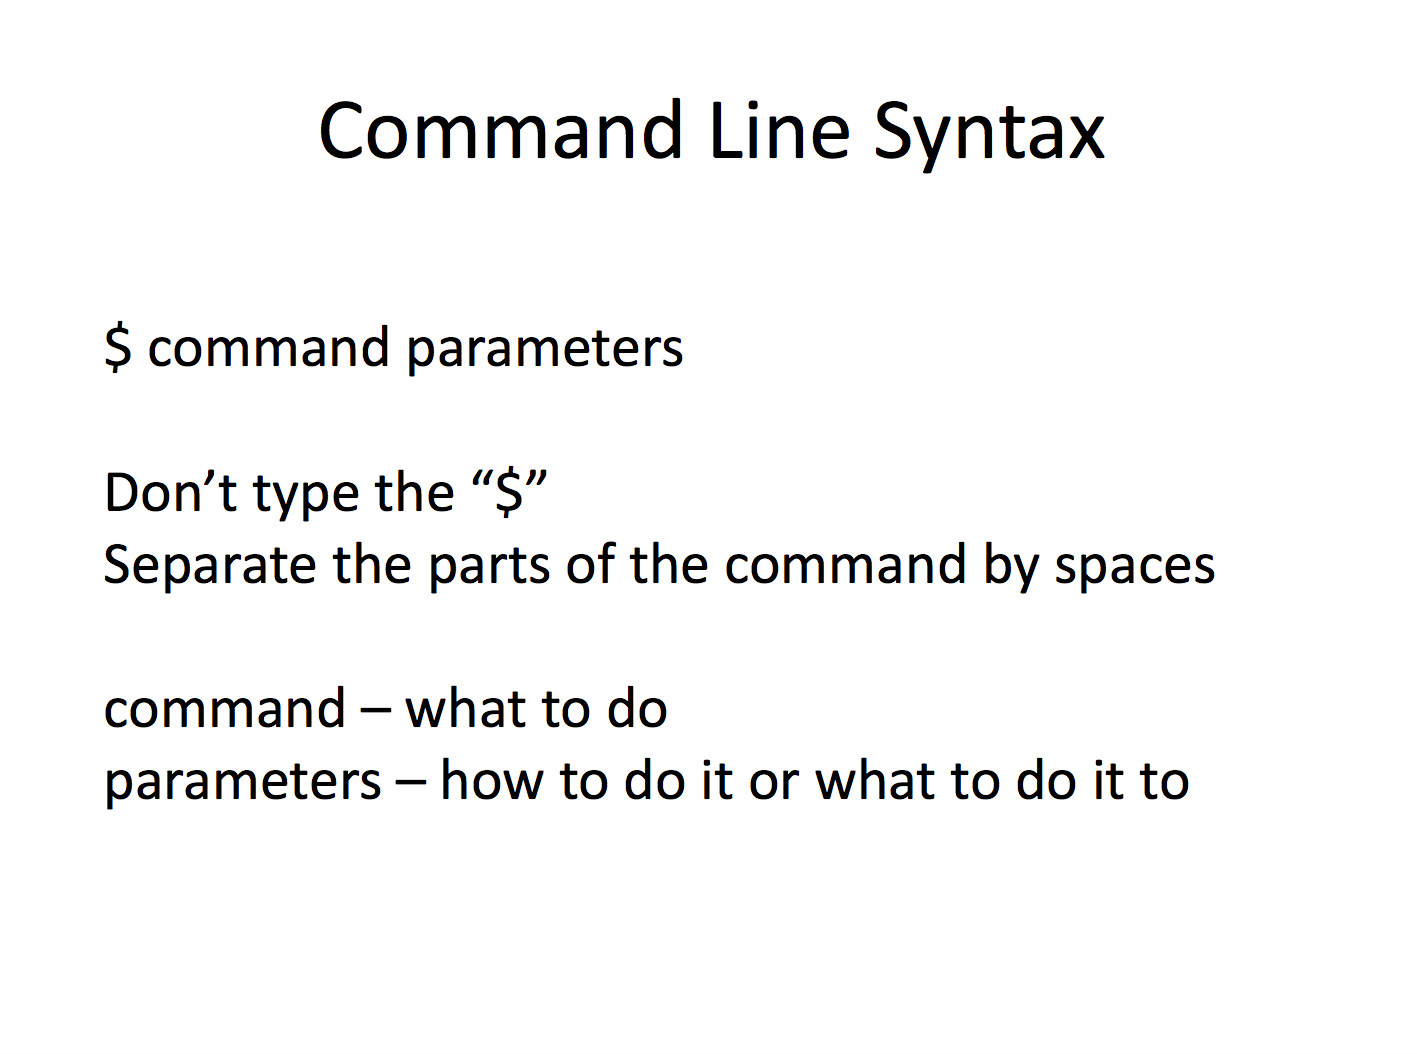 Command Line Syntax
$ command parameters
Don’t type the “$”
Separate the parts of the command by spaces
command – what to do
parameters – how to do it or what to do it to